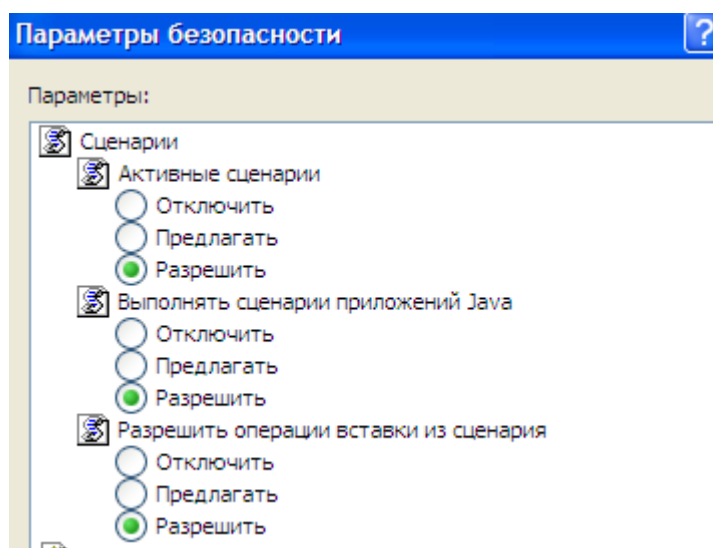 Параметры безопасности
?
Параметры:
Сценарии
Активные сценарии
Отключить
Предлагать
Разрешить
Выполнять сценарии приложений Java
Отключить
Предлагать
Разрешить
Разрешить операции вставки из сценария
Отключить
Предлагать
Разрешить